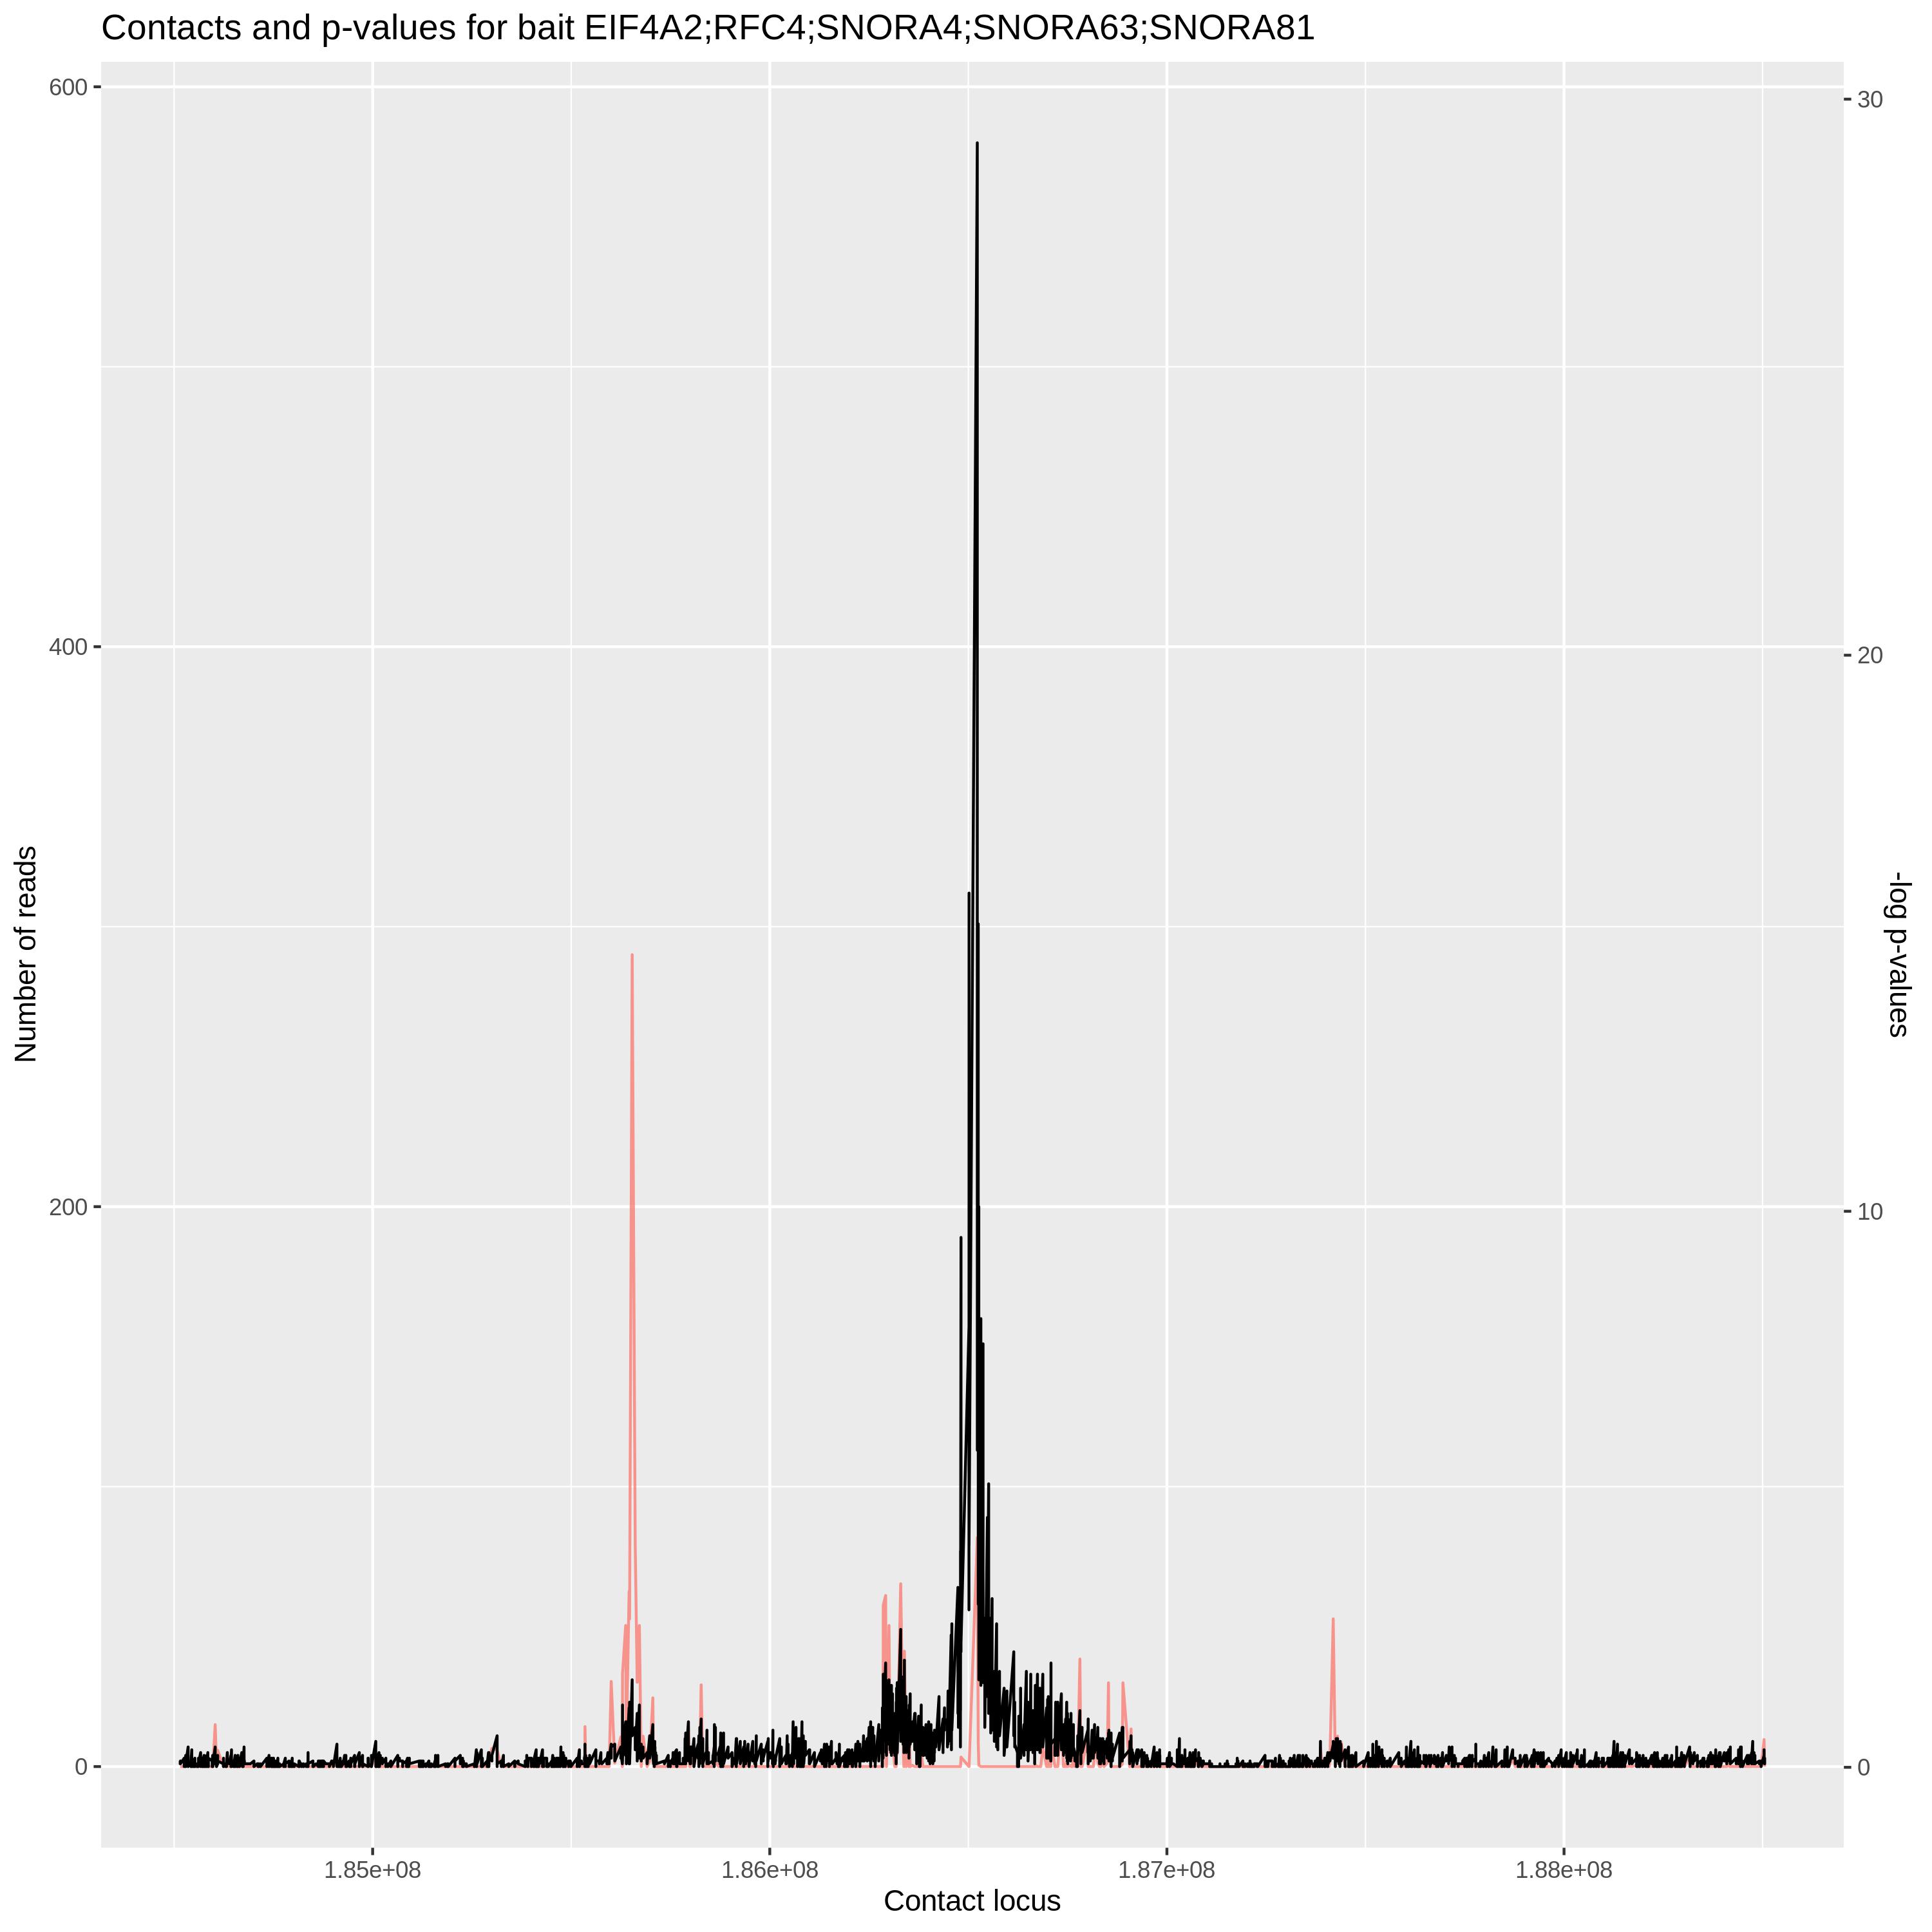 Contacts and p-values for bait EIF4A2;RFC4;SNORA4;SNORA63;SNORA81
600
400
200
0
Number of reads
30
20
10
0
-log p-values
1.85e+08
1.86e+08
1.87e+08
1.88e+08
Contact locus